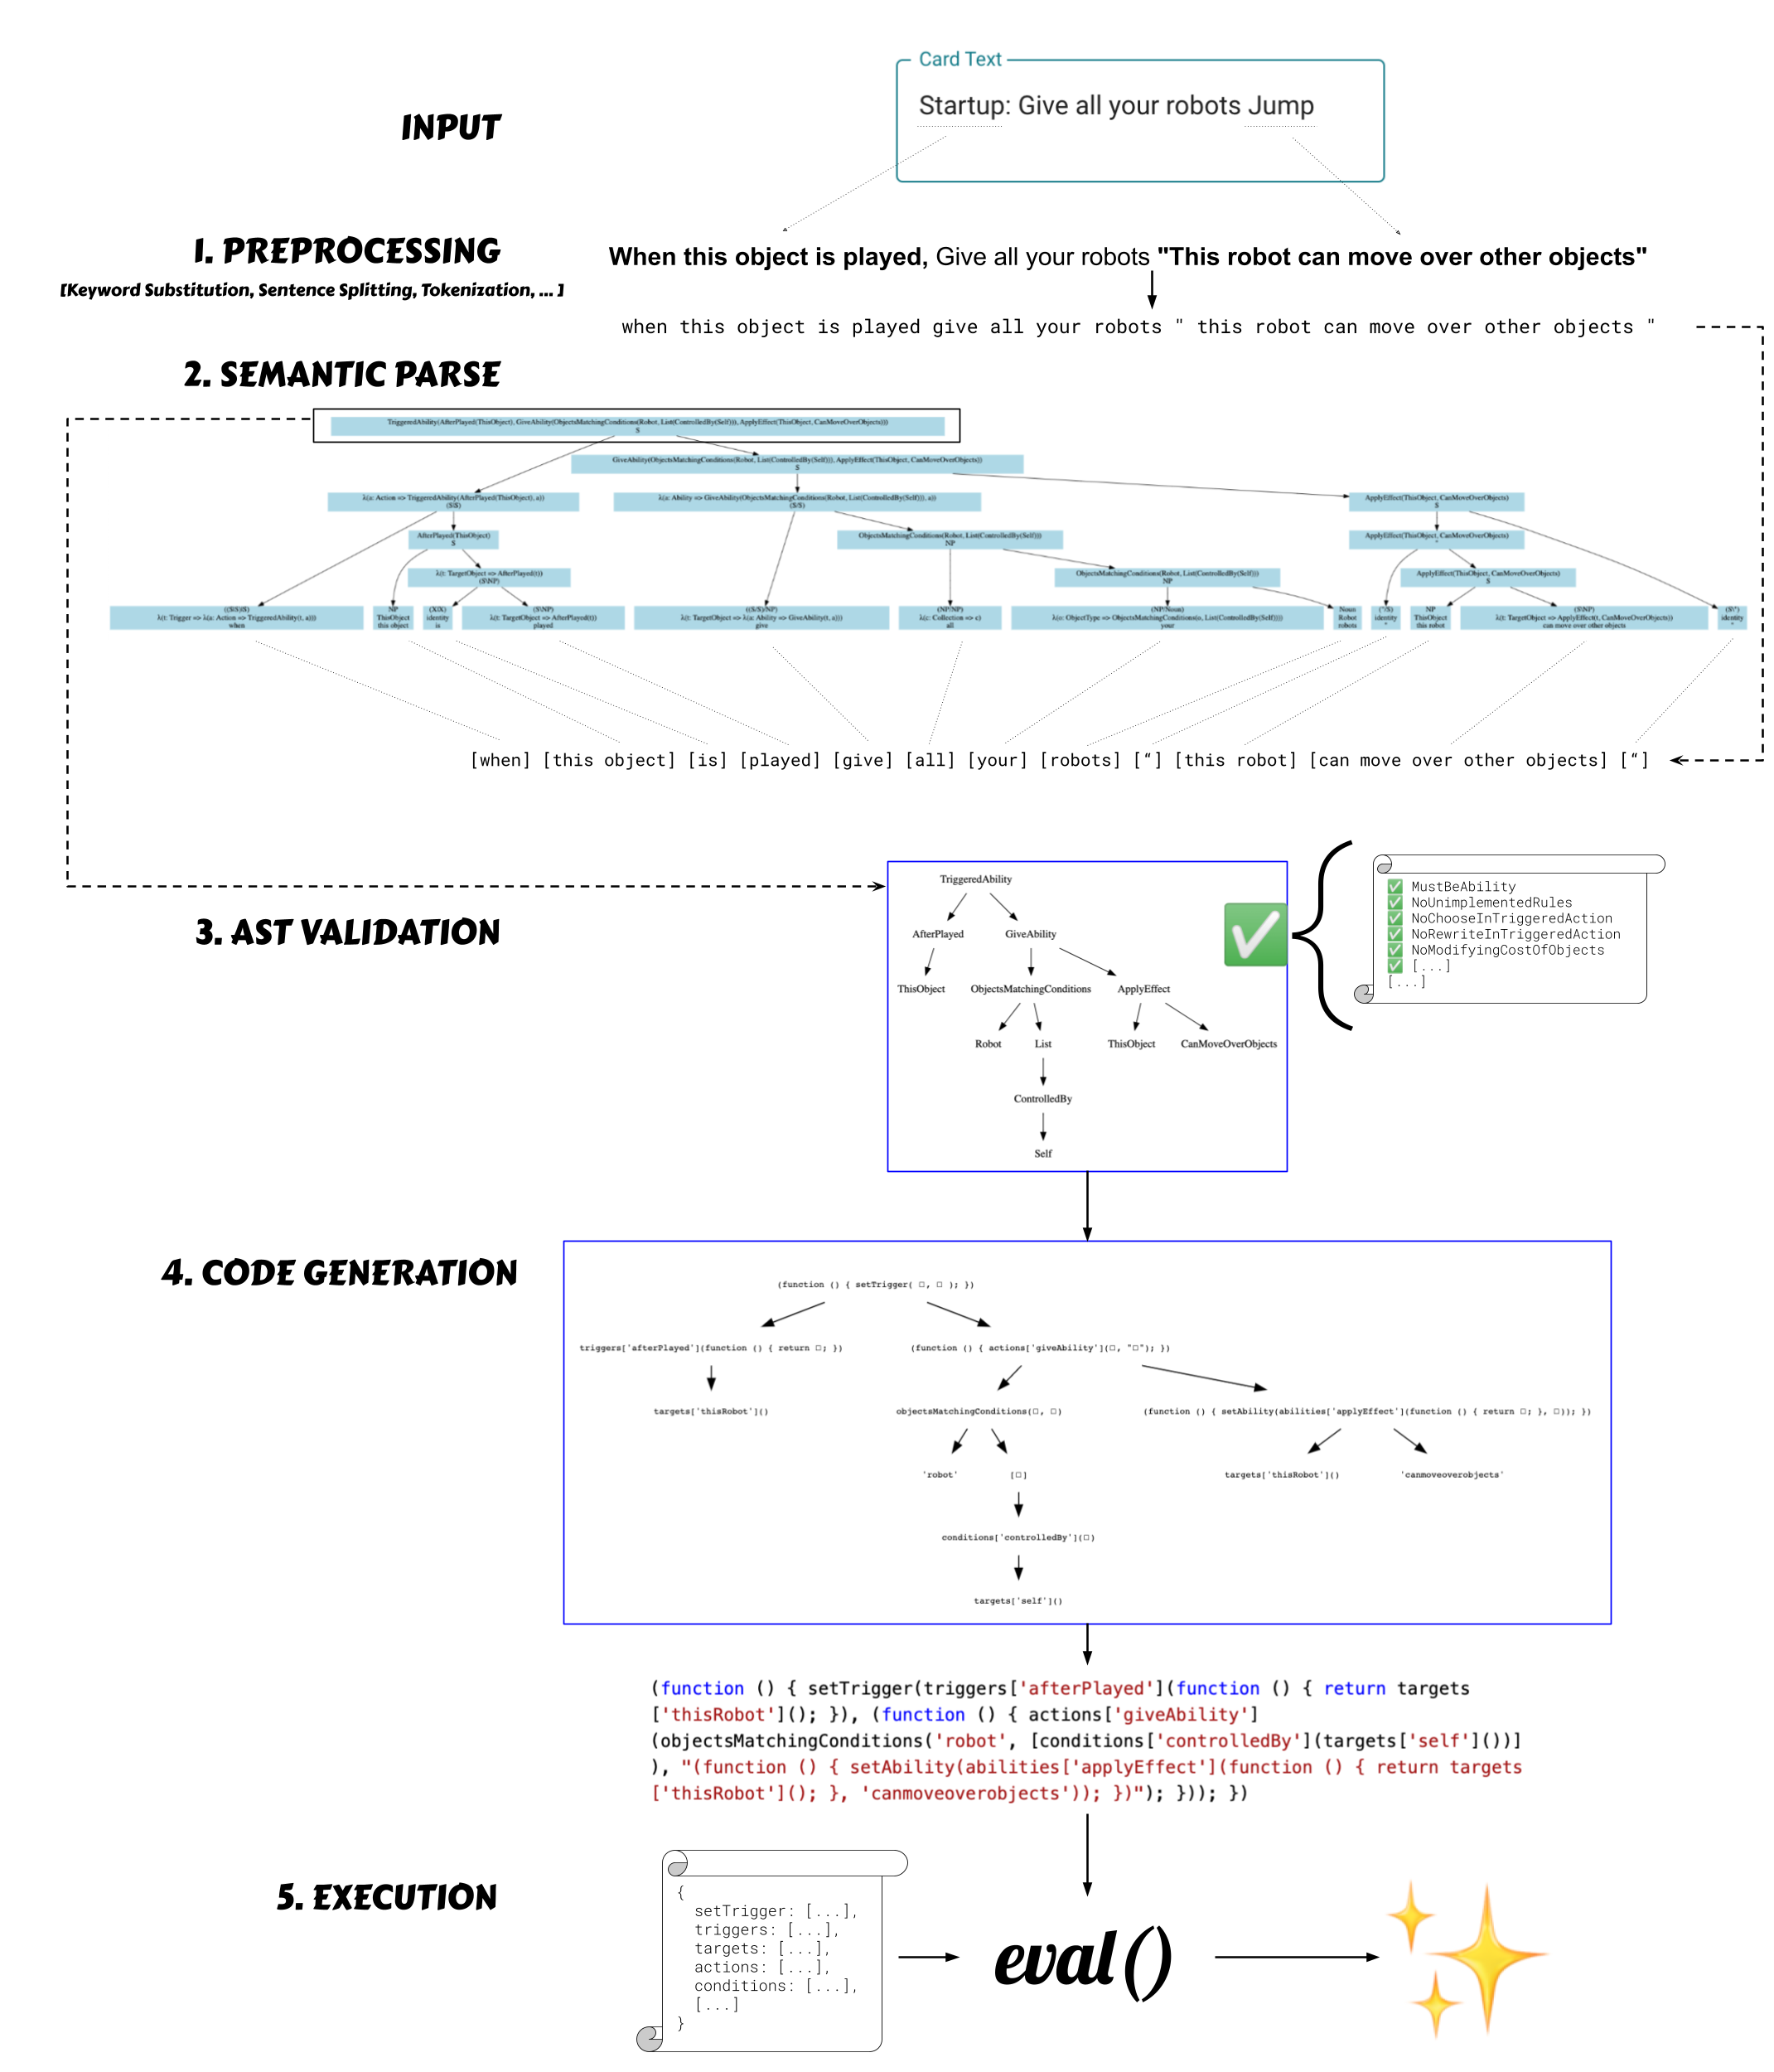 Card Text
Startup: Give all your robots Jump
INPUT
1. PREPROCESSING
[Keyword Substitution, Sentence Splitting, Tokenization, ... ]
When this object is played, Give all your robots "This robot can move over other objects"
when this object is played give all your robots " this robot can move over other objects "
2. SEMANTIC PARSE
TriggeredAbility(AfterPlayed(ThisObject), GiveAbility(ObjectsMatchingConditions(Robot, List(ControlledBy(Self))), ApplyEffect(ThisObject, CanMoveOverObjects)))
S
GiveAbility(ObjectsMatchingConditions(Robot, List(ControlledBy(Self))), ApplyEffect(ThisObject, CanMoveOverObjects))
S
λ(a: Action => TriggeredAbility(AfterPlayed(ThisObject), a))
(S\S)
λ(a: Ability => GiveAbility(ObjectsMatchingConditions(Robot, List(ControlledBy(Self))), a))
(S/S)
ApplyEffect(ThisObject, CanMoveOverObjects)
S
AfterPlayed(ThisObject)
S
ObjectsMatchingConditions(Robot, List(ControlledBy(Self)))
NP
ApplyEffect(ThisObject, CanMoveOverObjects)
"
λ(t: TargetObject => AfterPlayed(t))
(S\NP)
ObjectsMatchingConditions(Robot, List(ControlledBy(Self)))
NP
ApplyEffect(ThisObject, CanMoveOverObjects)
S
λ(t: Trigger => λ(a: Action => TriggeredAbility(t, a)))
when
NP
ThisObject
this object
(X|X)
identity
is
(S\NP)
λ(t: TargetObject => AfterPlayed(t))
played
((S/S)/NP)
λ(t: TargetObject => λ(a: Ability => GiveAbility(t, a)))
give
(NP/NP)
λ(c: Collection => c)
all
(NP/Noun)
λ(o: ObjectType => ObjectsMatchingConditions(o, List(ControlledBy(Self))))
your
Noun
Robot
robots
("/S)
identity
"
NP
ThisObject
this robot
(S\NP)
λ(t: TargetObject => ApplyEffect(t, CanMoveOverObjects))
can move over other objects
(S\")
identity
"
[when] [this object] [is] [played] [give] [all] [your] [robots] [“] [this robot] [can move over other objects] [“]
3. AST VALIDATION
TriggeredAbility
AfterPlayed GiveAbility
ThisObject ObjectsMatchingConditions ApplyEffect
Robot List ThisObject CanMoveOverObjects
ControlledBy
Self
✅ MustBeAbility
✅ NoUnimplementedRules
✅ NoChooseInTriggeredAction
✅ NoRewriteInTriggeredAction
✅ NoModifyingCostOfObjects
✅ [...]
[...]
4. CODE GENERATION
(function () { setTrigger( □, □ ); })
triggers['afterPlayed'](function () { return □; }) (function () { actions['giveAbility'](□, "□"); })
targets['thisRobot']() objectsMatchingConditions(□, □) (function () { setAbility(abilities['applyEffect'](function () { return □; }, □)); })
'robot' [□] targets['thisRobot']() 'canmoveoverobjects'
conditions['controlledBy'](□)
targets['self']()
(function () { setTrigger(triggers['afterPlayed'](function () { return targets
['thisRobot'](); }), (function () { actions['giveAbility']
(objectsMatchingConditions('robot', [conditions['controlledBy'](targets['self']())]
), "(function () { setAbility(abilities['applyEffect'](function () { return targets
['thisRobot'](); }, 'canmoveoverobjects')); })"); })); })
5. EXECUTION
{
setTrigger: [...],
triggers: [...],
targets: [...],
actions: [...],
conditions: [...],
[...]
}
eval()